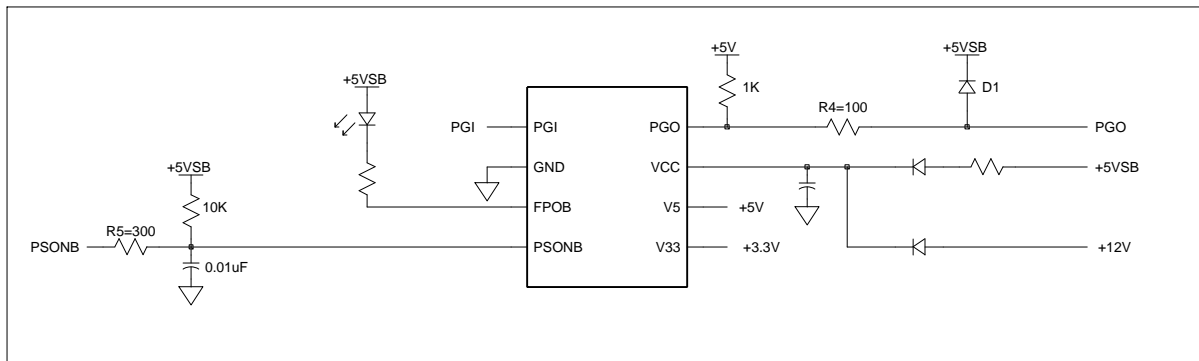 +5V
+5VSB
+5VSB
1K
D1
R4=100
PGI
PGI
PGO
PGO
+5VSB
GND
VCC
+5VSB
10K
FPOB
V5
+5V
R5=300
PSONB
PSONB
V33
+3.3V
+12V
0.01uF